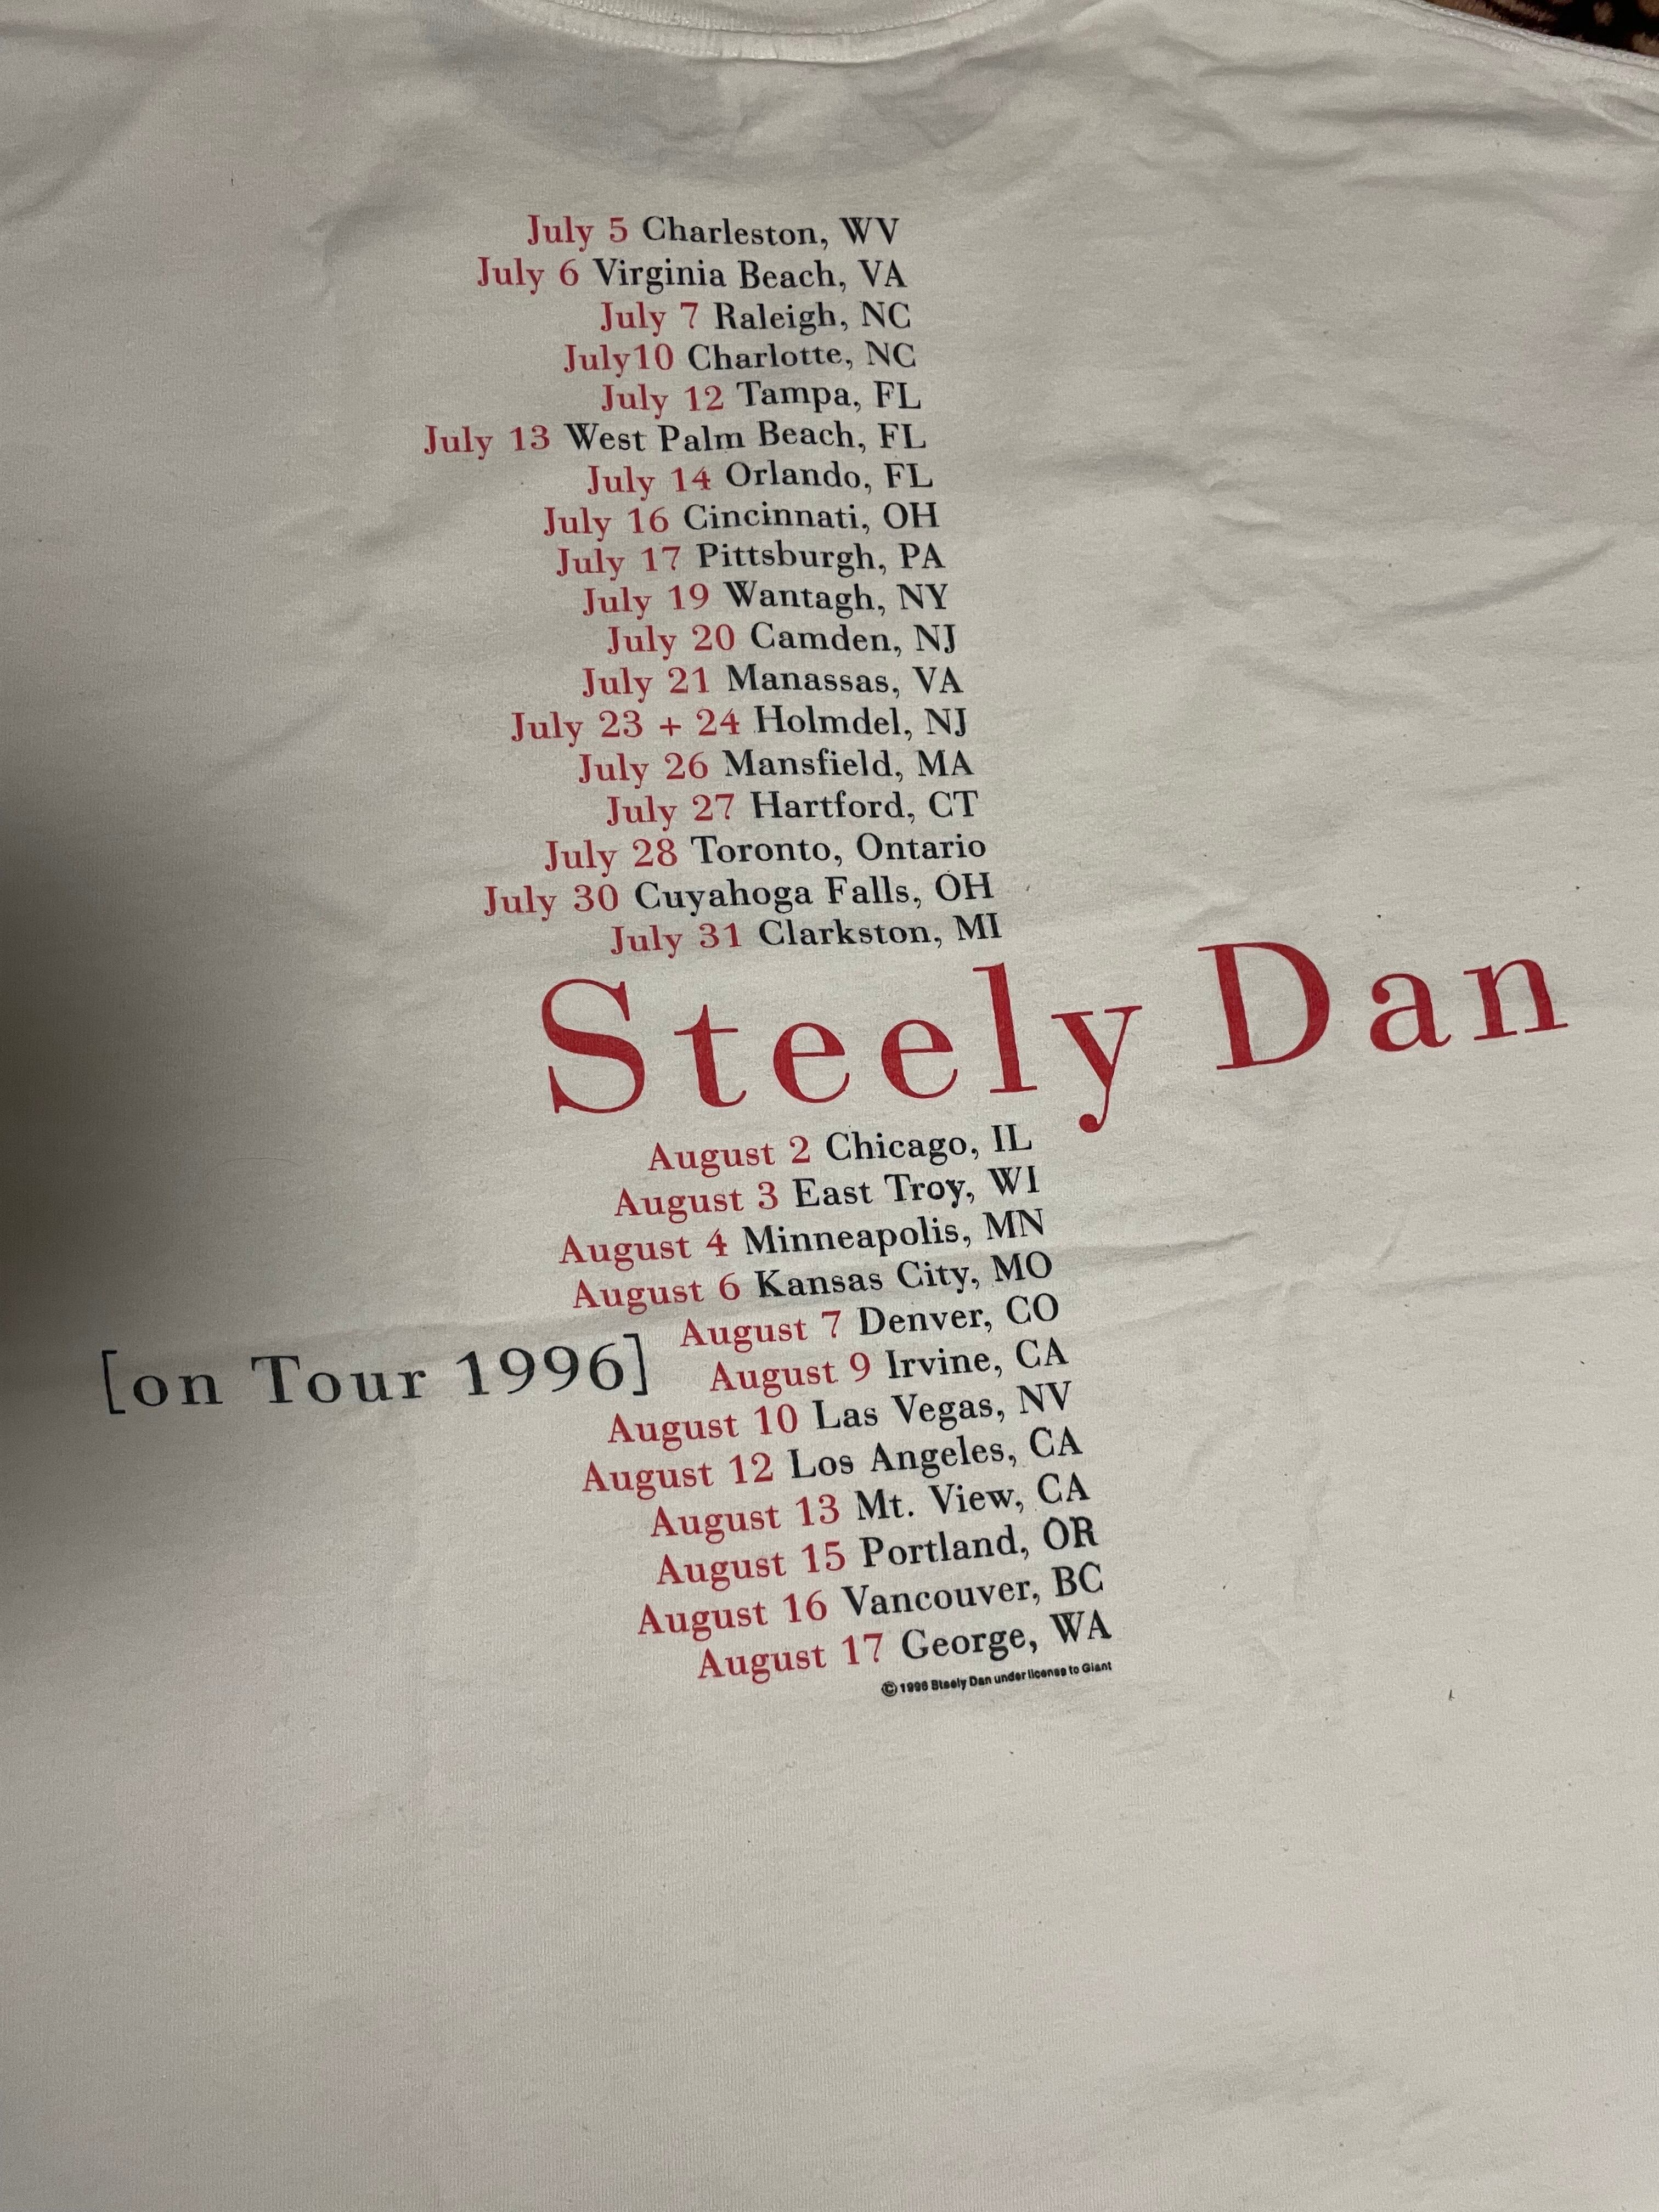 July 5 Charleston, WV
July 6 Virginia Beach, VA
July 7 Raleigh, NC
July10 Charlotte, NC
July 12 Tampa, FL
July 13 West Palm Beach, FL
July 14 Orlando, FL
July 16 Cincinnati, OH
July 17 Pittsburgh, PA
July 19 Wantagh, NY
July 20 Camden, NJ
July 21 Manassas, VA
July 23 + 24 Holmdel, NJ
July 26 Mansfield, MA
July 27 Hartford, CT
July 28 Toronto, Ontario
July 30 Cuyahoga Falls, OH
July 31 Clarkston, MI
Steely Dan
August 2 Chicago, IL
August 3 East Troy, WI
August 4 Minneapolis, MN
August 6 Kansas City, MO
August 7 Denver, CO
[on Tour 1996]
August 9 Irvine, CA
August 10 Las Vegas, NV
August 12 Los Angeles, CA
August 13 Mt. View, CA
August 15 Portland, OR
August 16 Vancouver, BC
August 17 George, WA
© 1996 Steely Dan under license to Giant